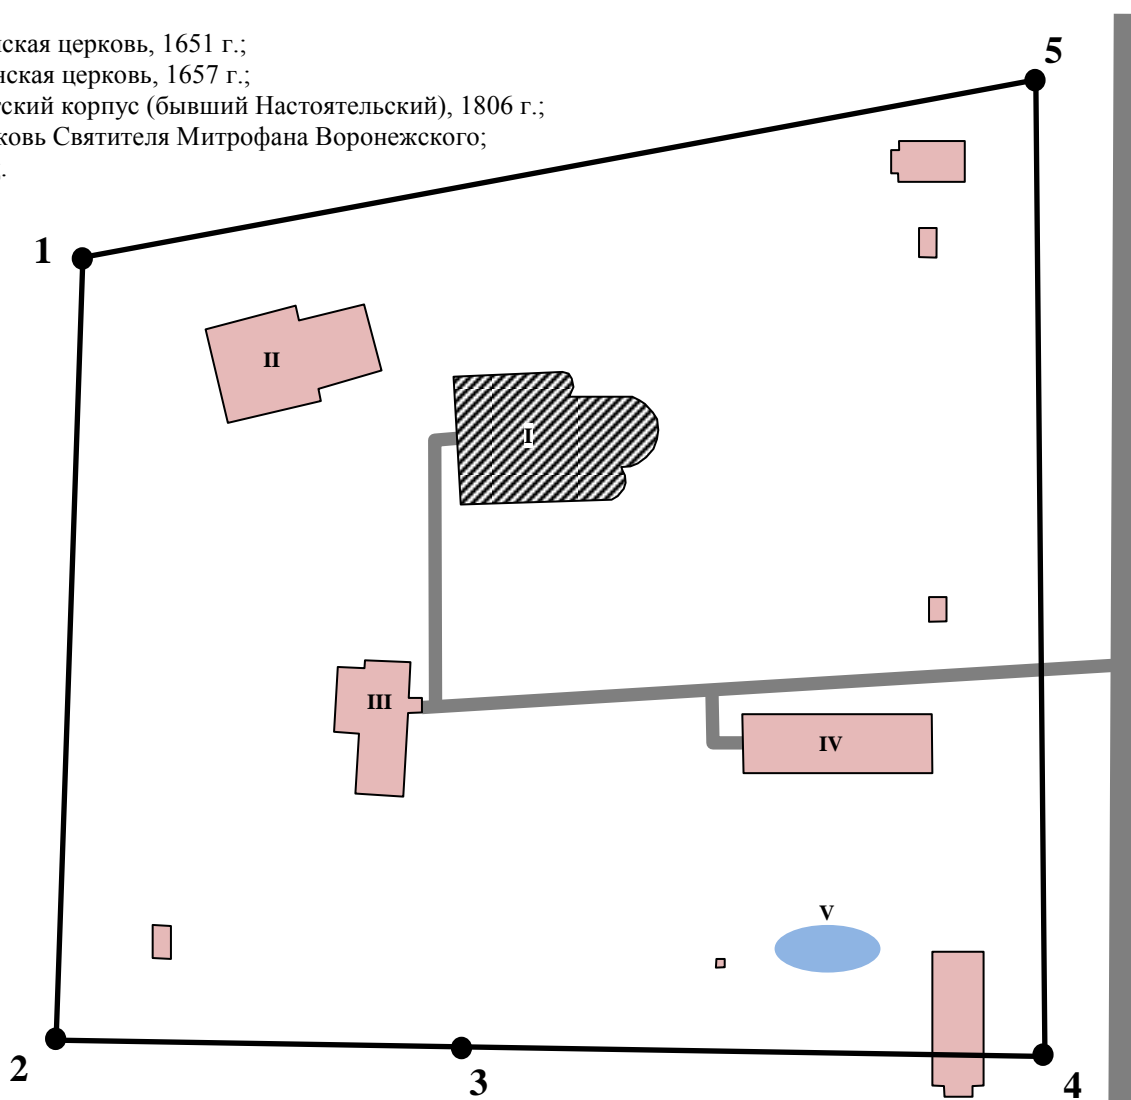 ская церковь, 1651 г.;
нская церковь, 1657 г.;
ский корпус (бывший Настоятельский), 1806 г.;
ковь Святителя Митрофана Воронежского;
.
5
1
II
I
III
IV
V
2
3
4